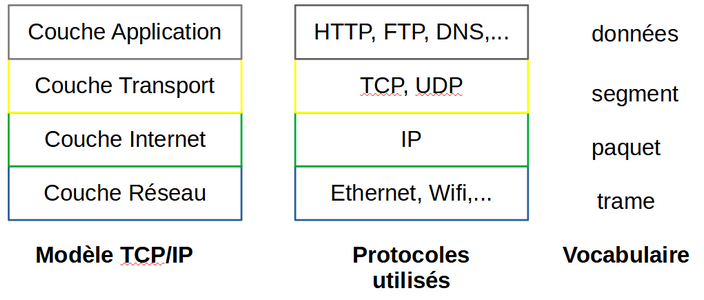 Couche Application HTTP, FTP, DNS,... données
Couche Transport TCP, UDP segment
Couche Internet IP paquet
Couche Réseau Ethernet, Wifi,... trame
Modèle TCP/IP Protocoles utilisés Vocabulaire